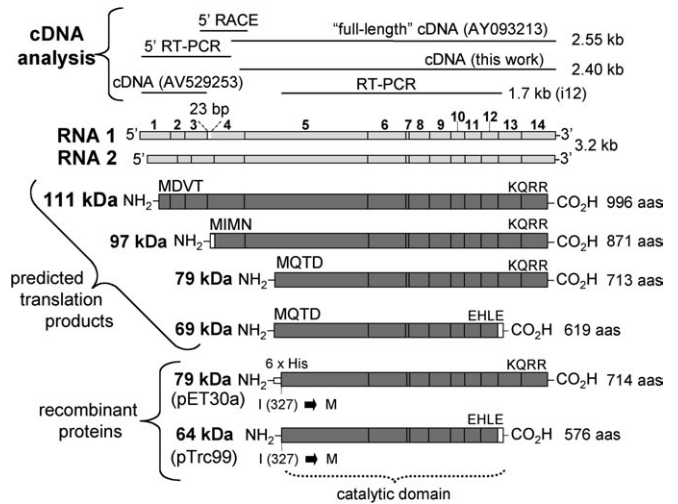 cDNA analysis
5' RACE
"full-length" cDNA (AY093213)
2.55 kb
5' RT-PCR
cDNA (this work)
2.40 kb
cDNA (AV529253)
RT-PCR
1.7 kb (i12)
23 bp
1 2 3 4 5 6 7 8 9 10 11 12 13 14
RNA 1 5' -3'
3.2 kb
RNA 2 5' -3'
MDVT KQRR
111 kDa NH2- -CO2H 996 aas
MIMN KQRR
97 kDa NH2- -CO2H 871 aas
predicted translation products
MQTD KQRR
79 kDa NH2- -CO2H 713 aas
MQTD EHLE
69 kDa NH2- -CO2H 619 aas
recombinant proteins
6 x His KQRR
79 kDa NH2- -CO2H 714 aas
(pET30a)
I (327) ➡ M
EHLE
64 kDa NH2- -CO2H 576 aas
(pTrc99)
I (327) ➡ M
catalytic domain